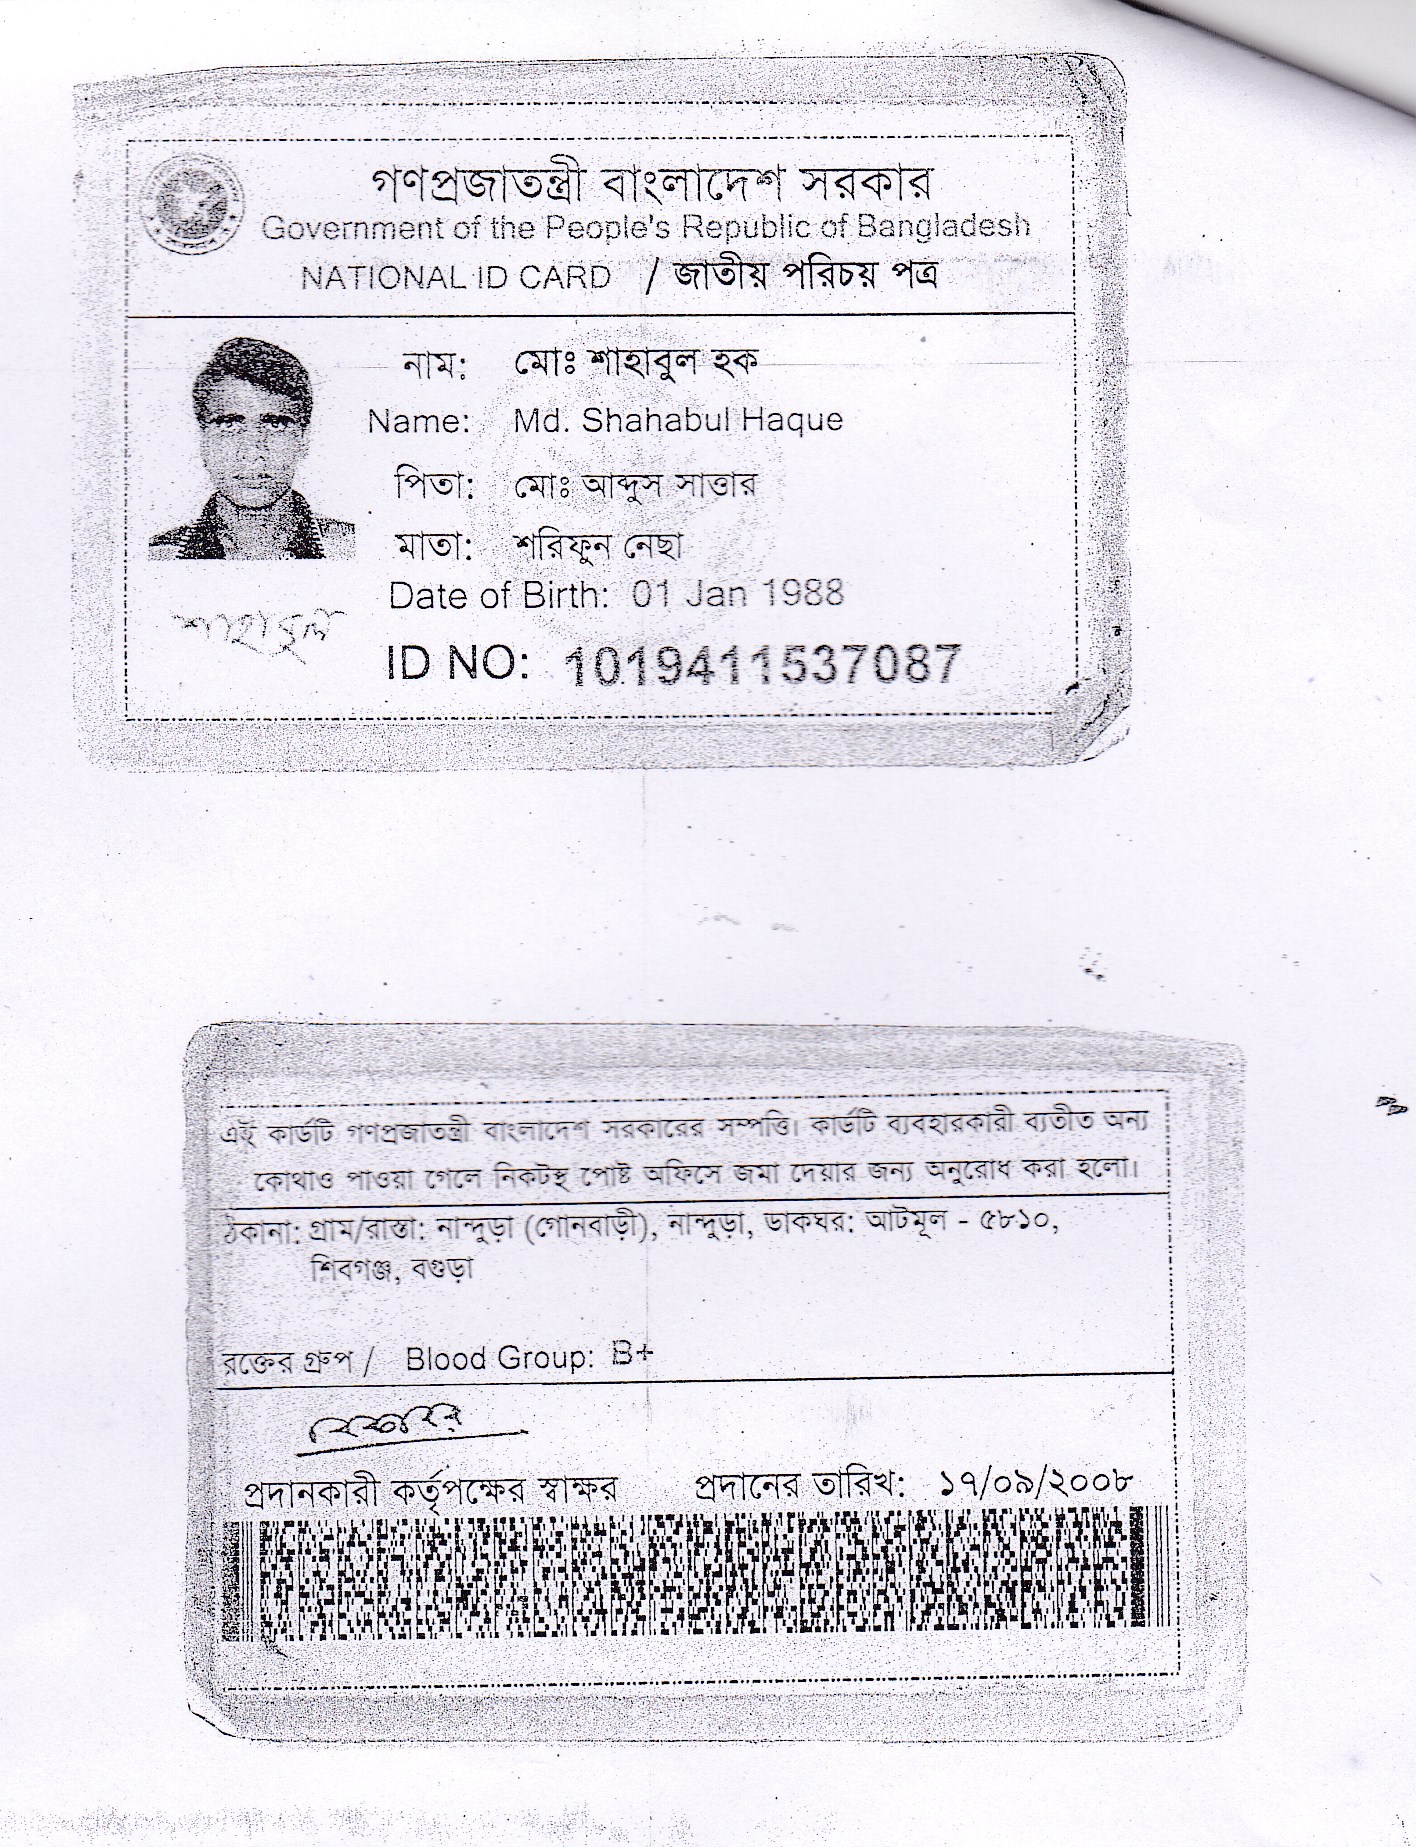 গণপ্রজাতন্ত্রী বাংলাদেশ সরকার
Government of the People's Republic of Bangladesh
NATIONAL ID CARD / জাতীয় পরিচয় পত্র
নাম: মোঃ শাহাবুল হক
Name: Md. Shahabul Haque
পিতা: মোঃ আব্দুস সাত্তার
মাতা: শরিফুন নেছা
Date of Birth: 01 Jan 1988
শাহাবুল
ID NO: 1019411537087
এই কার্ডটি গণপ্রজাতন্ত্রী বাংলাদেশ সরকারের সম্পত্তি। কার্ডটি ব্যবহারকারী ব্যতীত অন্য
কোথাও পাওয়া গেলে নিকটস্থ পোষ্ট অফিসে জমা দেয়ার জন্য অনুরোধ করা হলো।
ঠিকানা: গ্রাম/রাস্তা: নান্দুড়া (গোনবাড়ী), নান্দুড়া, ডাকঘর: আটমূল - ৫৮১০,
শিবগঞ্জ, বগুড়া
রক্তের গ্রুপ / Blood Group: B+
প্রদানকারী কর্তৃপক্ষের স্বাক্ষর প্রদানের তারিখ: ১৭/০৯/২০০৮